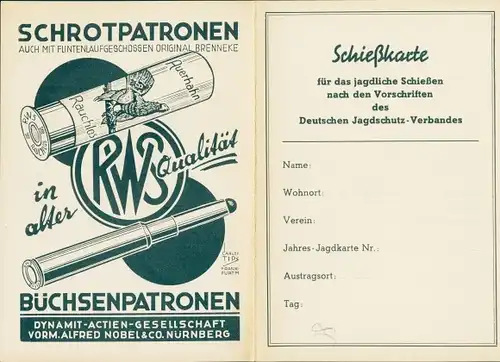 SCHROTPATRONEN
AUCH MIT FLINTENLAUFGESCHOSSEN ORIGINAL BRENNEKE
Rauchlos
Auerhahn
RWS
in alter
Qualität
BÜCHSENPATRONEN
DYNAMIT-ACTIEN-GESELLSCHAFT
VORM. ALFRED NOBEL & CO. NÜRNBERG
Schießkarte
für das jagdliche Schießen
nach den Vorschriften
des
Deutschen Jagdschutz-Verbandes
Name:
Wohnort:
Verein:
Jahres-Jagdkarte Nr.:
Austragsort:
Tag: